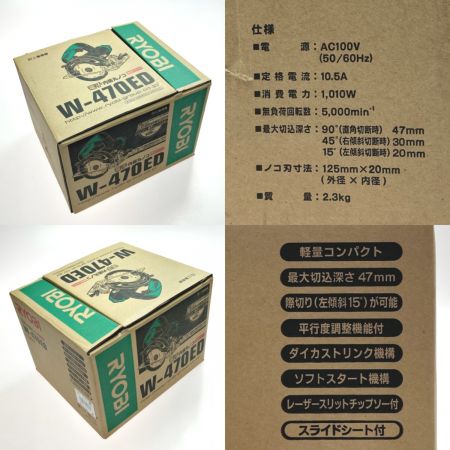 RYOBI
W-470ED
RYOBI
W-470ED
仕様
■電　源：AC100V
(50/60Hz)
■定格電流：10.5A
■消費電力：1,010W
■無負荷回転数：5,000min⁻¹
■最大切込深さ：90°(直角切断時) 47mm
45°(右傾斜切断時)30mm
15°(左傾斜切断時)20mm
■ノコ刃寸法：125mm×20mm
(外径×内径)
■質　量：2.3kg
W-470ED
RYOBI
RYOBI
W-470ED
RYOBI
軽量コンパクト
最大切込深さ47mm
際切り(左傾斜15°)が可能
平行度調整機能付
ダイカストリンク機構
ソフトスタート機構
レーザースリットチップソー付
スライドシート付